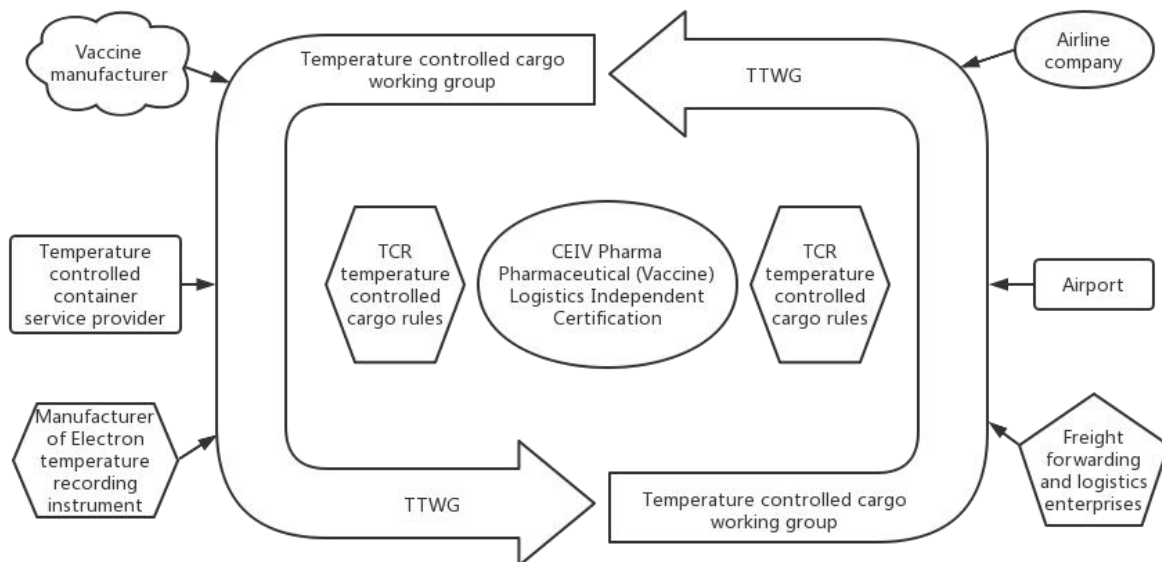 Vaccine
manufacturer
Temperature controlled cargo
working group
TTWG
Airline
company
Temperature
controlled
container
service provider
TCR
temperature
controlled
cargo rules
CEIV Pharma
Pharmaceutical (Vaccine)
Logistics Independent
Certification
TCR
temperature
controlled
cargo rules
Airport
Manufacturer
of Electron
temperature
recording
instrument
TTWG
Temperature controlled cargo
working group
Freight
forwarding
and logistics
enterprises